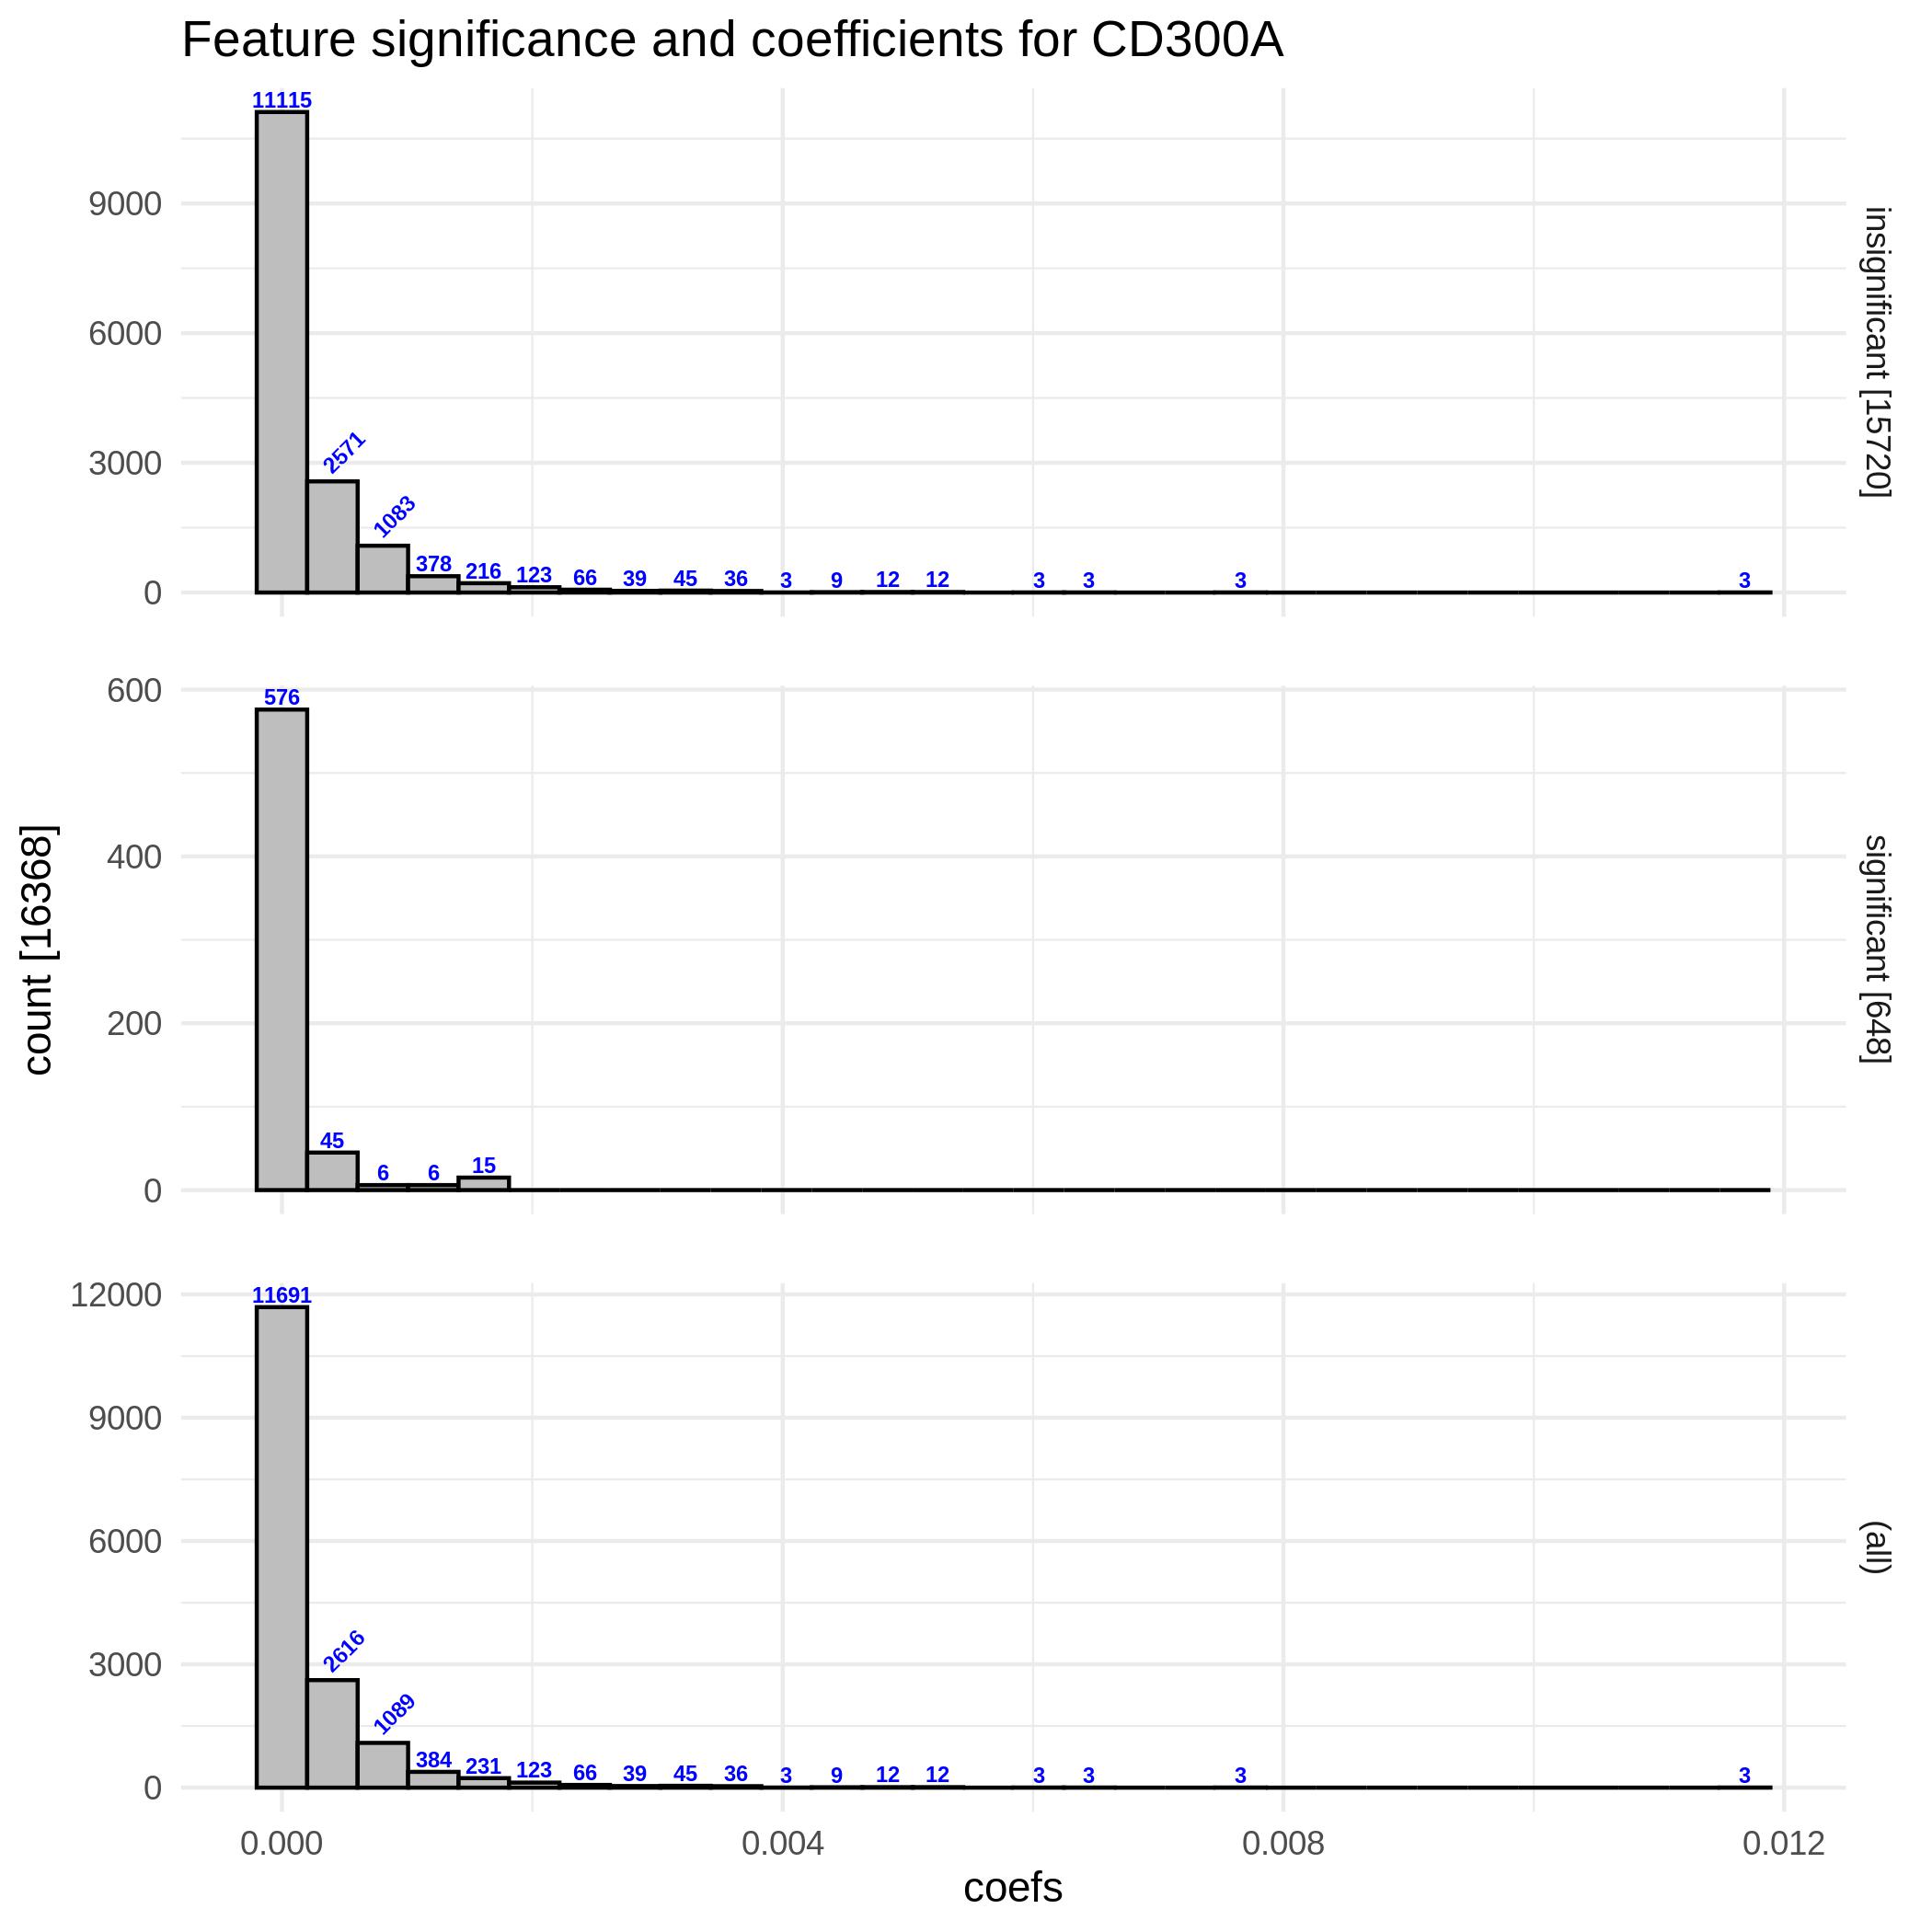 Feature significance and coefficients for CD300A
11115
9000
6000
3000
0
2571
1083
378 216 123 66 39 45 36 3 9 12 12 3 3 3 3
insignificant [15720]
count [16368]
600
400
200
0
576
45 6 6 15
significant [648]
12000
9000
6000
3000
0
11691
2616
1089
384 231 123 66 39 45 36 3 9 12 12 3 3 3 3
(all)
0.000 0.004 0.008 0.012
coefs